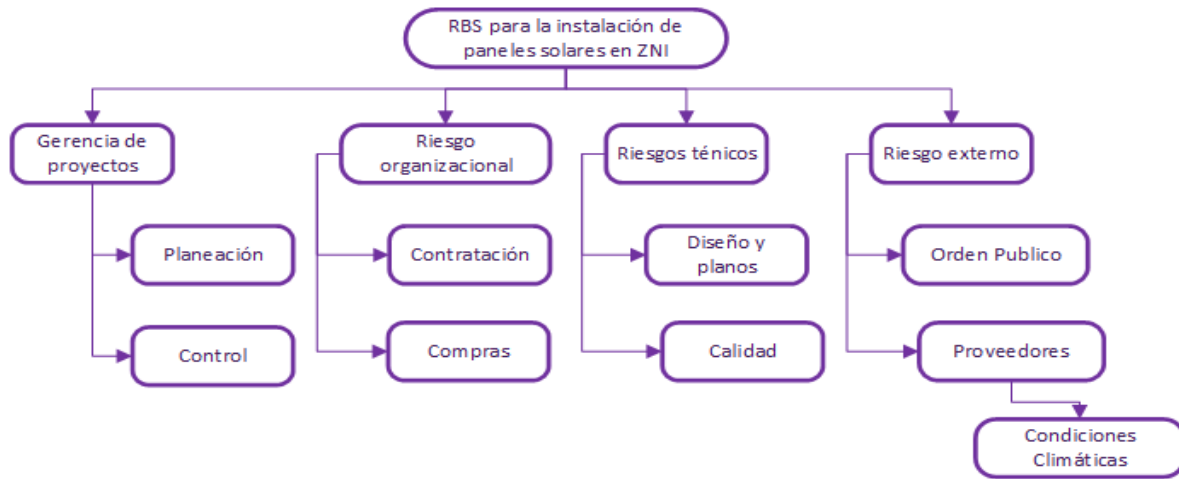 RBS para la instalación de
paneles solares en ZNI
Gerencia de
proyectos
Riesgo
organizacional
Riesgos ténicos
Riesgo externo
Planeación
Contratación
Diseño y
planos
Orden Publico
Control
Compras
Calidad
Proveedores
Condiciones
Climáticas